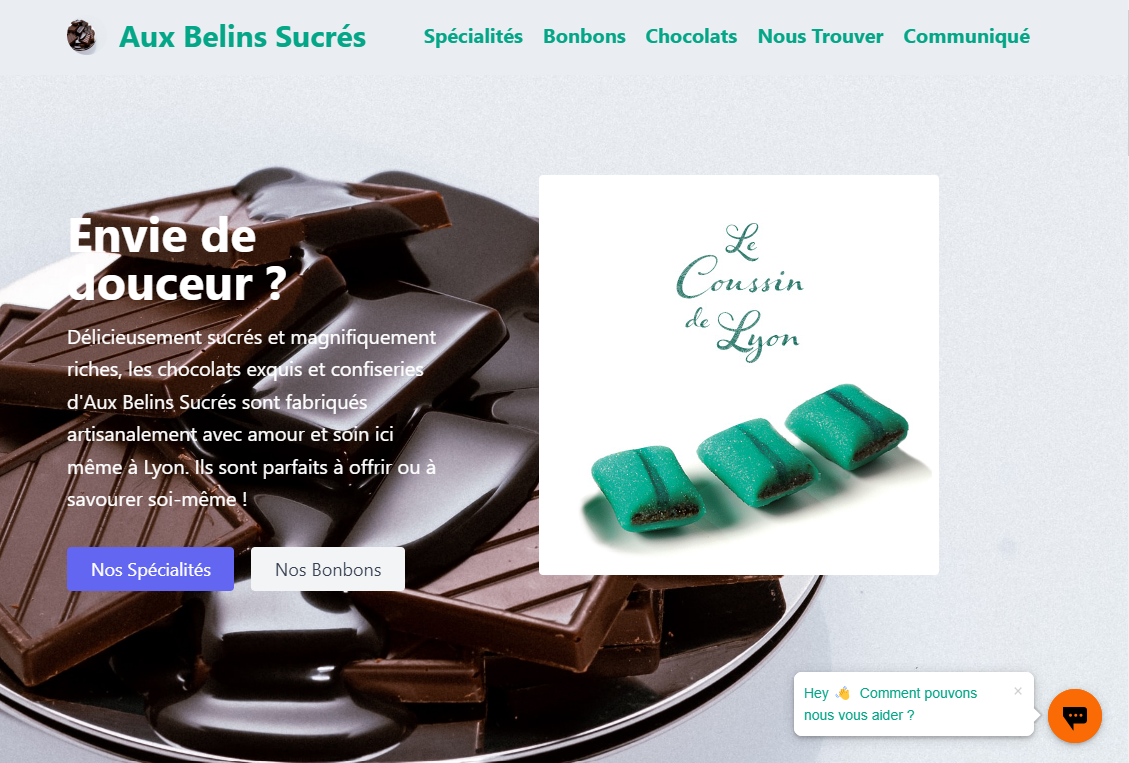 Aux Belins Sucrés
Spécialités Bonbons Chocolats Nous Trouver Communiqué
Envie de
douceur ?
Délicieusement sucrés et magnifiquement
riches, les chocolats exquis et confiseries
d'Aux Belins Sucrés sont fabriqués
artisanalement avec amour et soin ici
même à Lyon. Ils sont parfaits à offrir ou à
savourer soi-même !
Nos Spécialités
Nos Bonbons
Le
Coussin
de Lyon
Hey 👋 Comment pouvons
nous vous aider ?